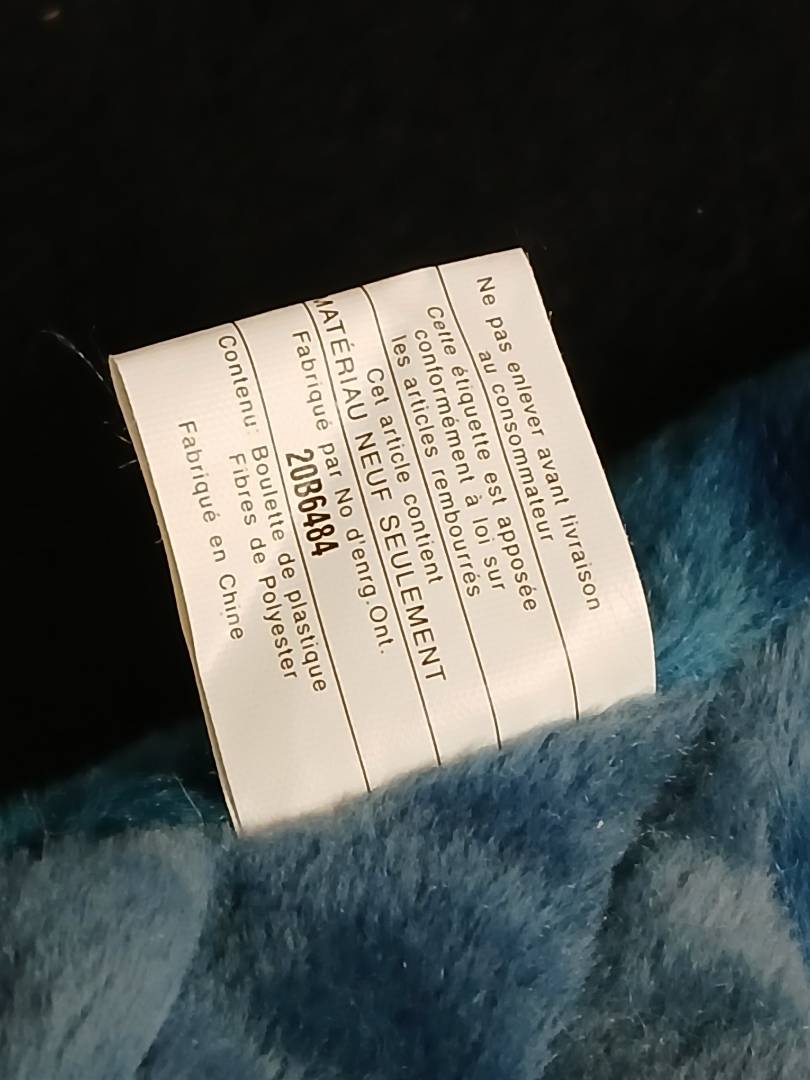 Ne pas enlever avant livraison
au consommateur
Cette étiquette est apposée
conformément à loi sur
les articles rembourrés
Cet article contient
MATÉRIAU NEUF SEULEMENT
Fabriqué par No d'enrg.Ont.
20B6484
Contenu: Boulette de plastique
Fibres de Polyester
Fabriqué en Chine